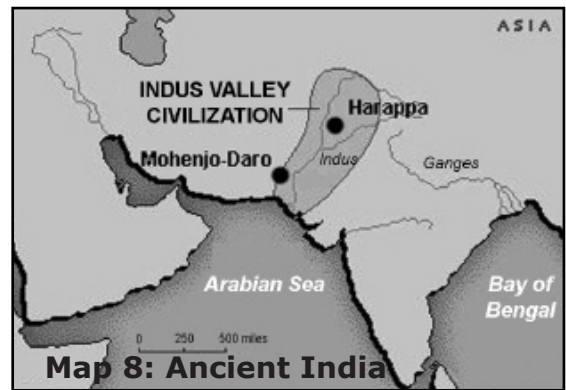 ASIA
INDUS VALLEY
CIVILIZATION
Harappa
Mohenjo-Daro
Indus
Ganges
Arabian Sea
Bay of
Bengal
0 250 500 miles
Map 8: Ancient India